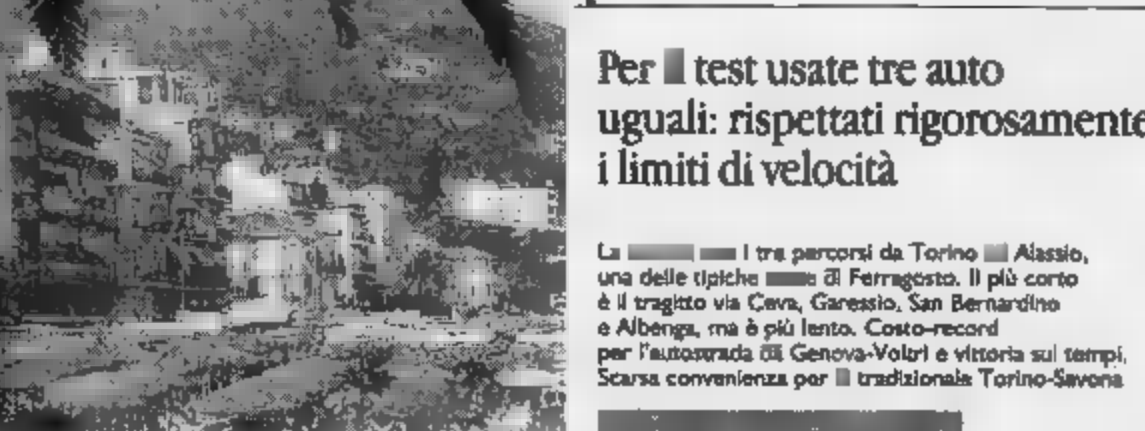 Per test usate tre auto
uguali: rispettati rigorosamente
i limiti di velocità
La I tre percorsi da Torino Alassio,
una delle tipiche di Ferragosto. Il più corto
è il tragitto via Ceva, Garessio, San Bernardino
e Albenga, ma è più lento. Costo-record
per l'autostrada di Genova-Voltri e vittoria sui tempi.
Scarsa convenienza per tradizionale Torino-Savona